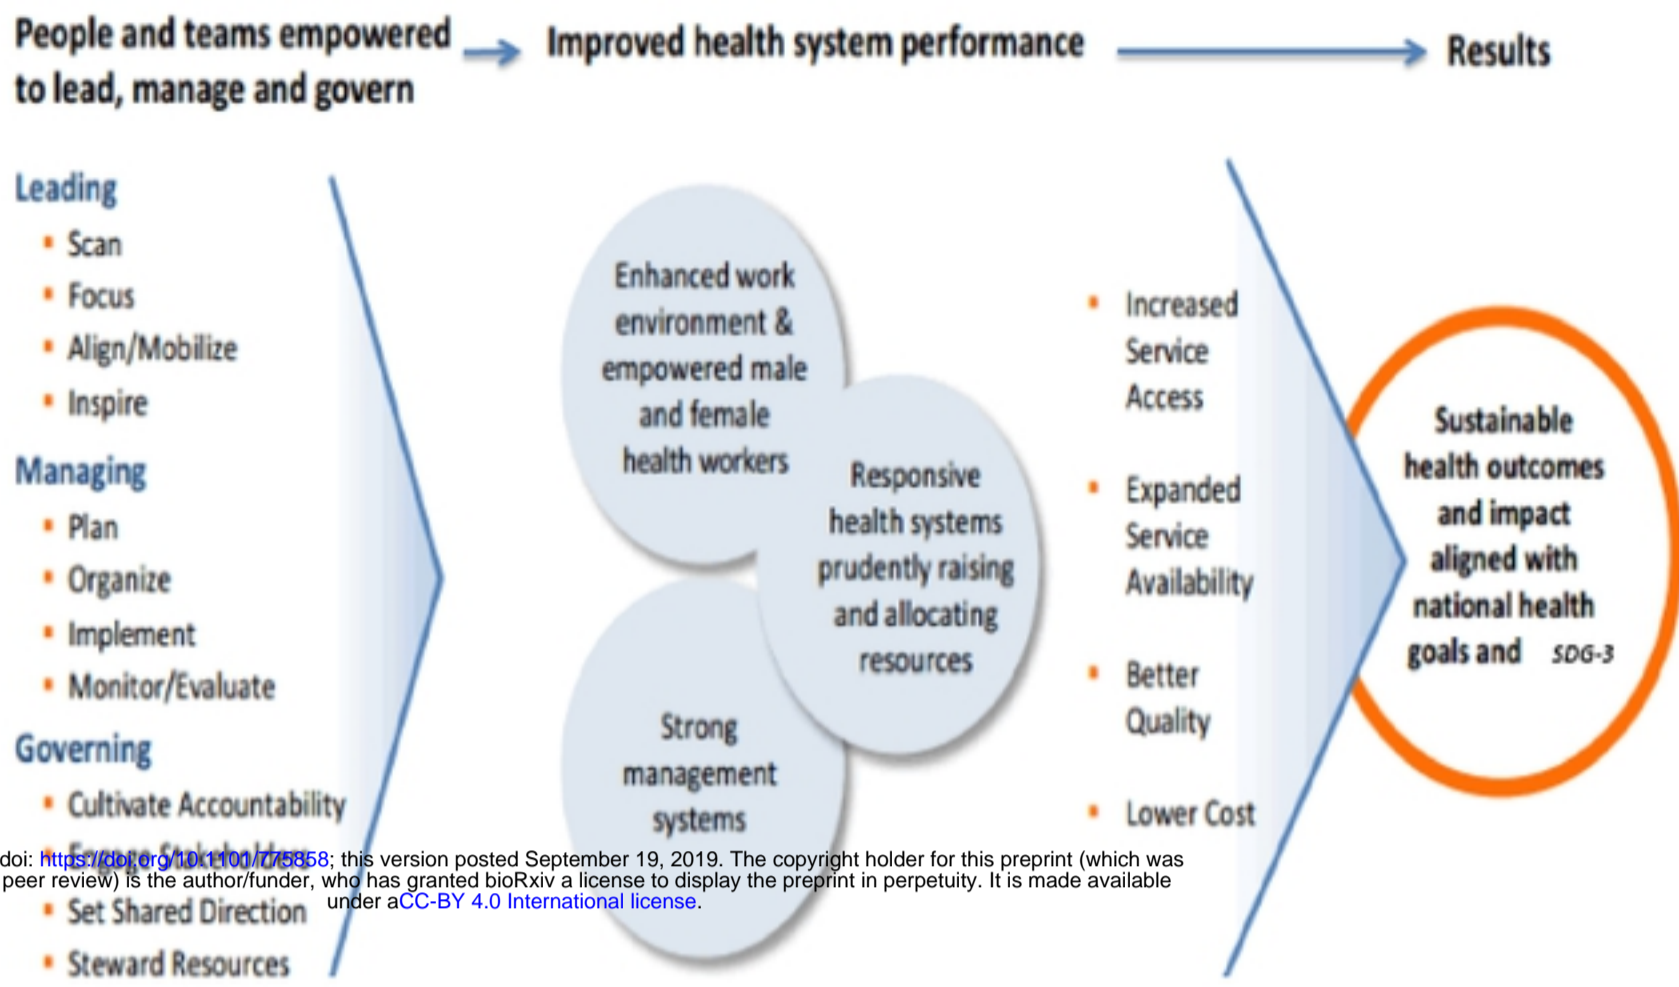 People and teams empowered
to lead, manage and govern
Improved health system performance
Results
Leading
Scan
Focus
Align/Mobilize
Inspire
Managing
Plan
Organize
Implement
Monitor/Evaluate
Governing
Cultivate Accountability
Engage Stakeholders
Set Shared Direction
Steward Resources
Enhanced work
environment &
empowered male
and female
health workers
Responsive
health systems
prudently raising
and allocating
resources
Strong
management
systems
Increased
Service
Access
Expanded
Service
Availability
Better
Quality
Lower Cost
Sustainable
health outcomes
and impact
aligned with
national health
goals and SDG-3
doi: https://doi.org/10.1101/775858; this version posted September 19, 2019. The copyright holder for this preprint (which was
peer review) is the author/funder, who has granted bioRxiv a license to display the preprint in perpetuity. It is made available
under aCC-BY 4.0 International license.